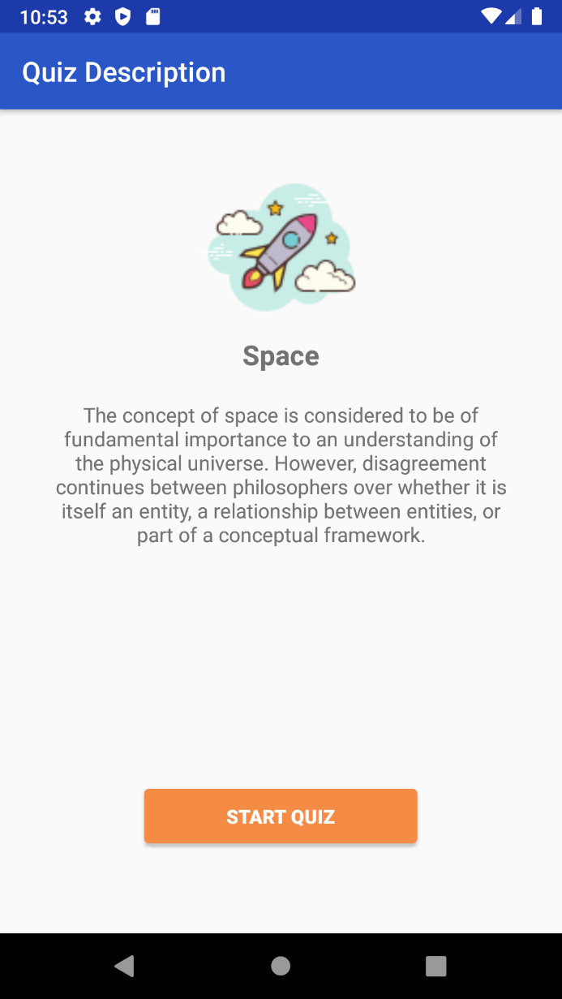 10:53
Quiz Description
Space
The concept of space is considered to be of
fundamental importance to an understanding of
the physical universe. However, disagreement
continues between philosophers over whether it is
itself an entity, a relationship between entities, or
part of a conceptual framework.
START QUIZ